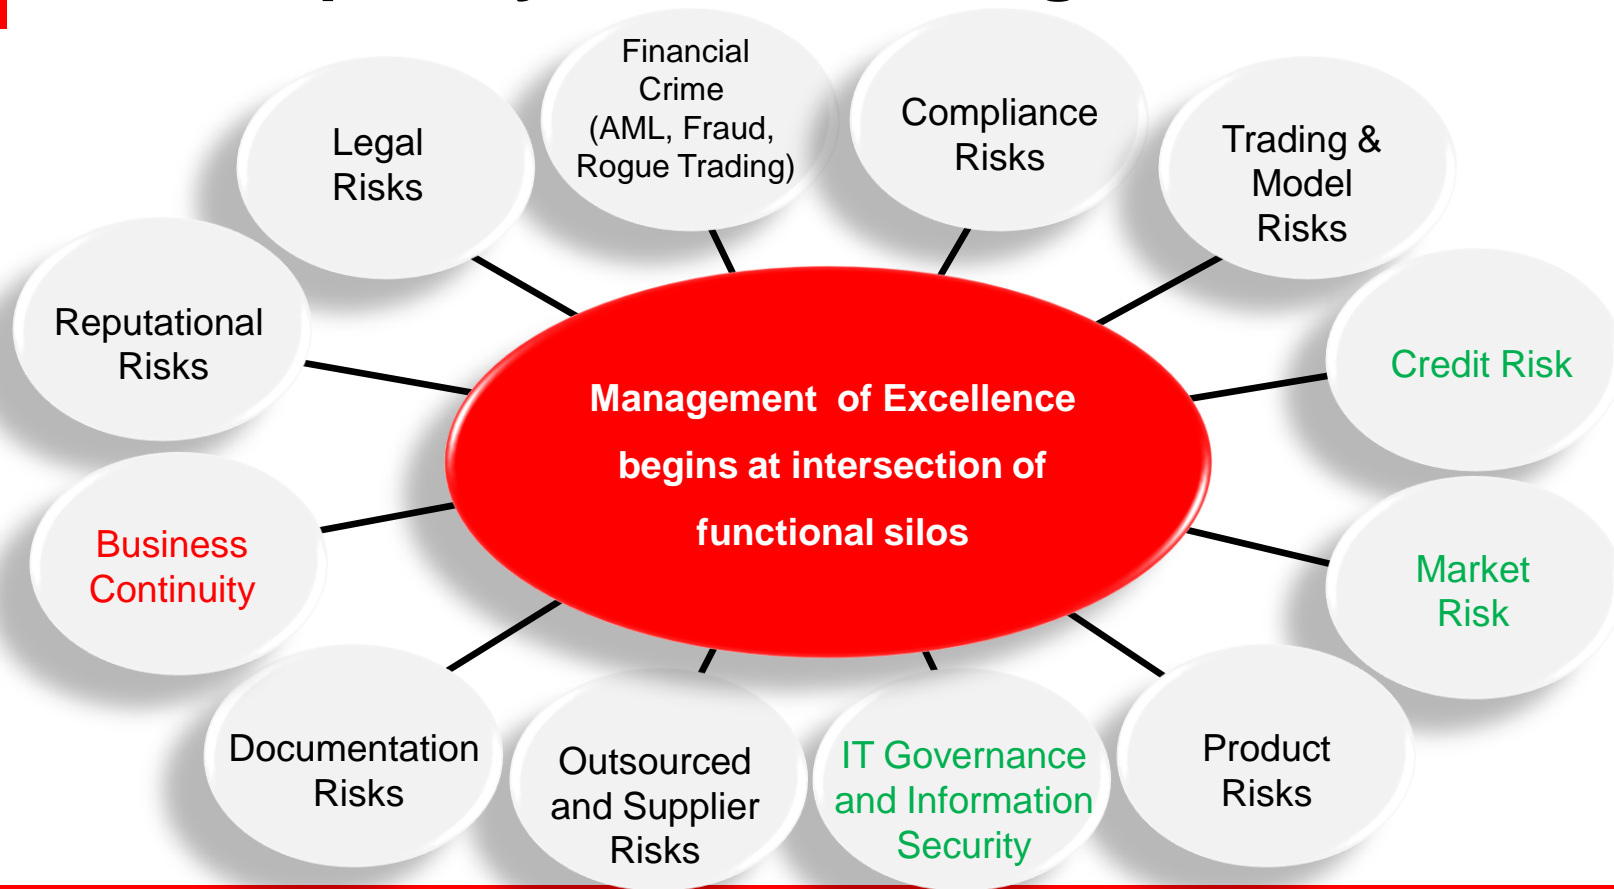 Financial
Crime
(AML, Fraud,
Rogue Trading)
Compliance
Risks
Legal
Risks
Trading &
Model
Risks
Reputational
Risks
Credit Risk
Management  of Excellence
begins at intersection of
functional silos
Business
Continuity
Market
Risk
Documentation
Risks
Outsourced
and Supplier
Risks
IT Governance
and Information
Security
Product
Risks